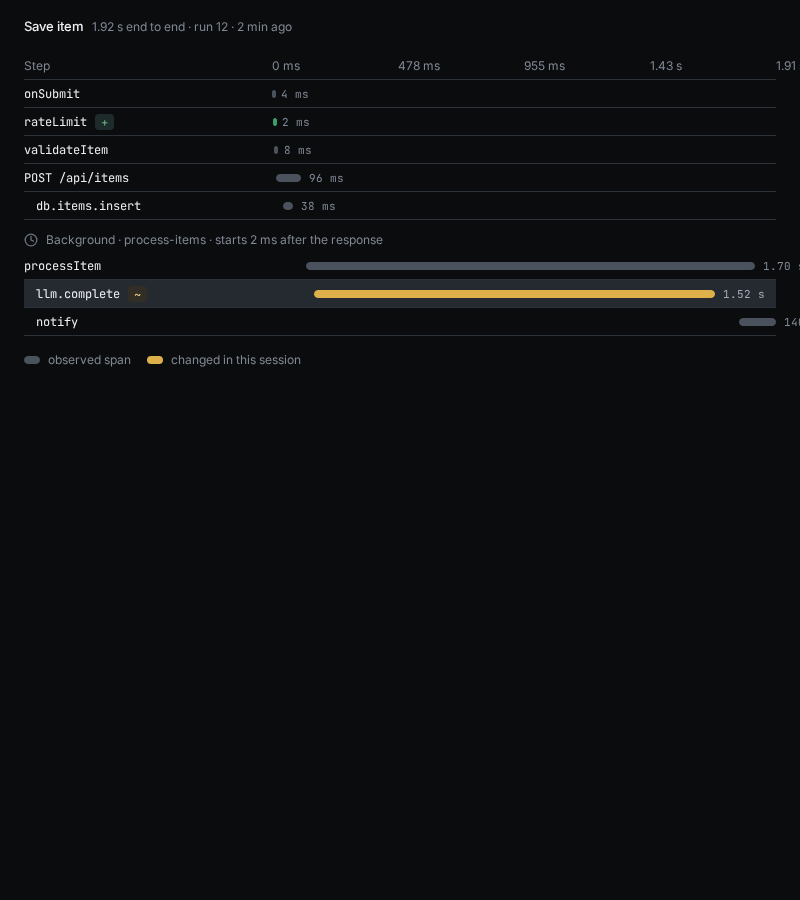 Save item 1.92 s end to end · run 12 · 2 min ago
Step 0 ms 478 ms 955 ms 1.43 s 1.91
onSubmit 4 ms
rateLimit + 2 ms
validateItem 8 ms
POST /api/items 96 ms
db.items.insert 38 ms
Background · process-items · starts 2 ms after the response
processItem 1.70
llm.complete ~ 1.52 s
notify
observed span changed in this session